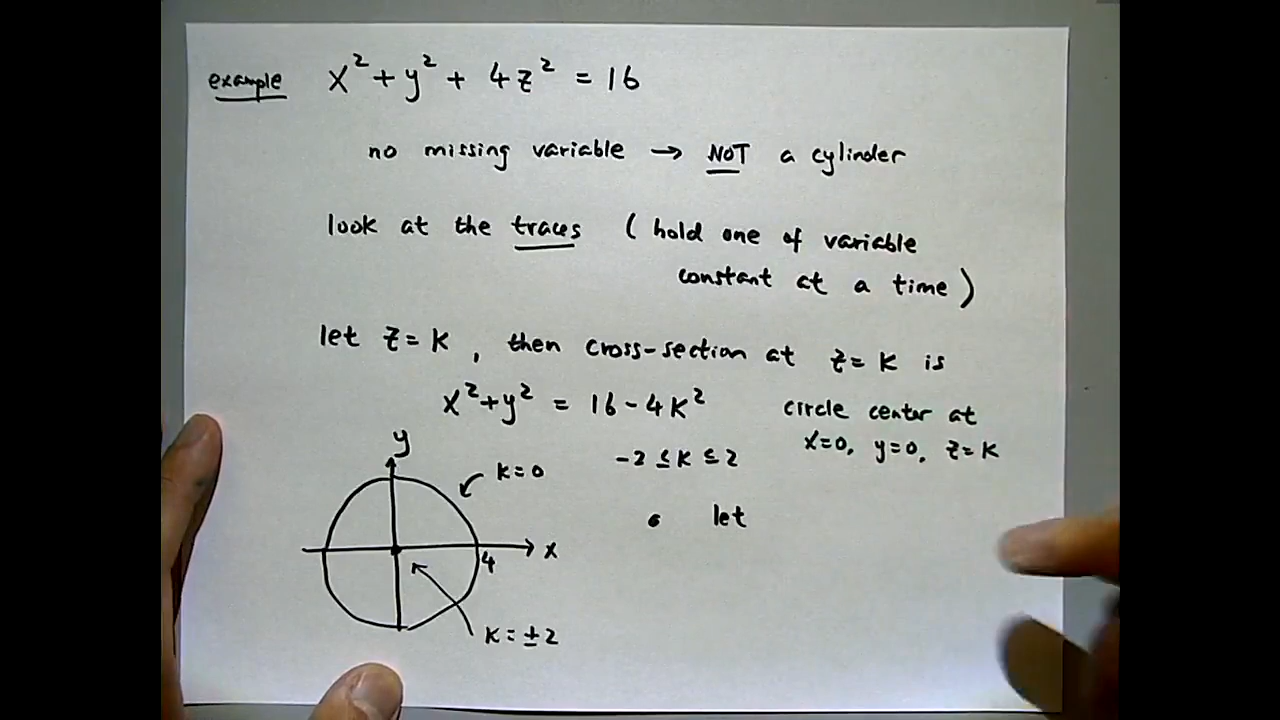 example x² + y² + 4z² = 16
no missing variable → NOT a cylinder
look at the traces (hold one of variable
constant at a time)
let z = k, then cross-section at z = k is
x² + y² = 16 - 4k²
circle center at
x=0, y=0, z=k
-2 ≤ k ≤ 2
• let
y
k=0
x
4
k = ±2